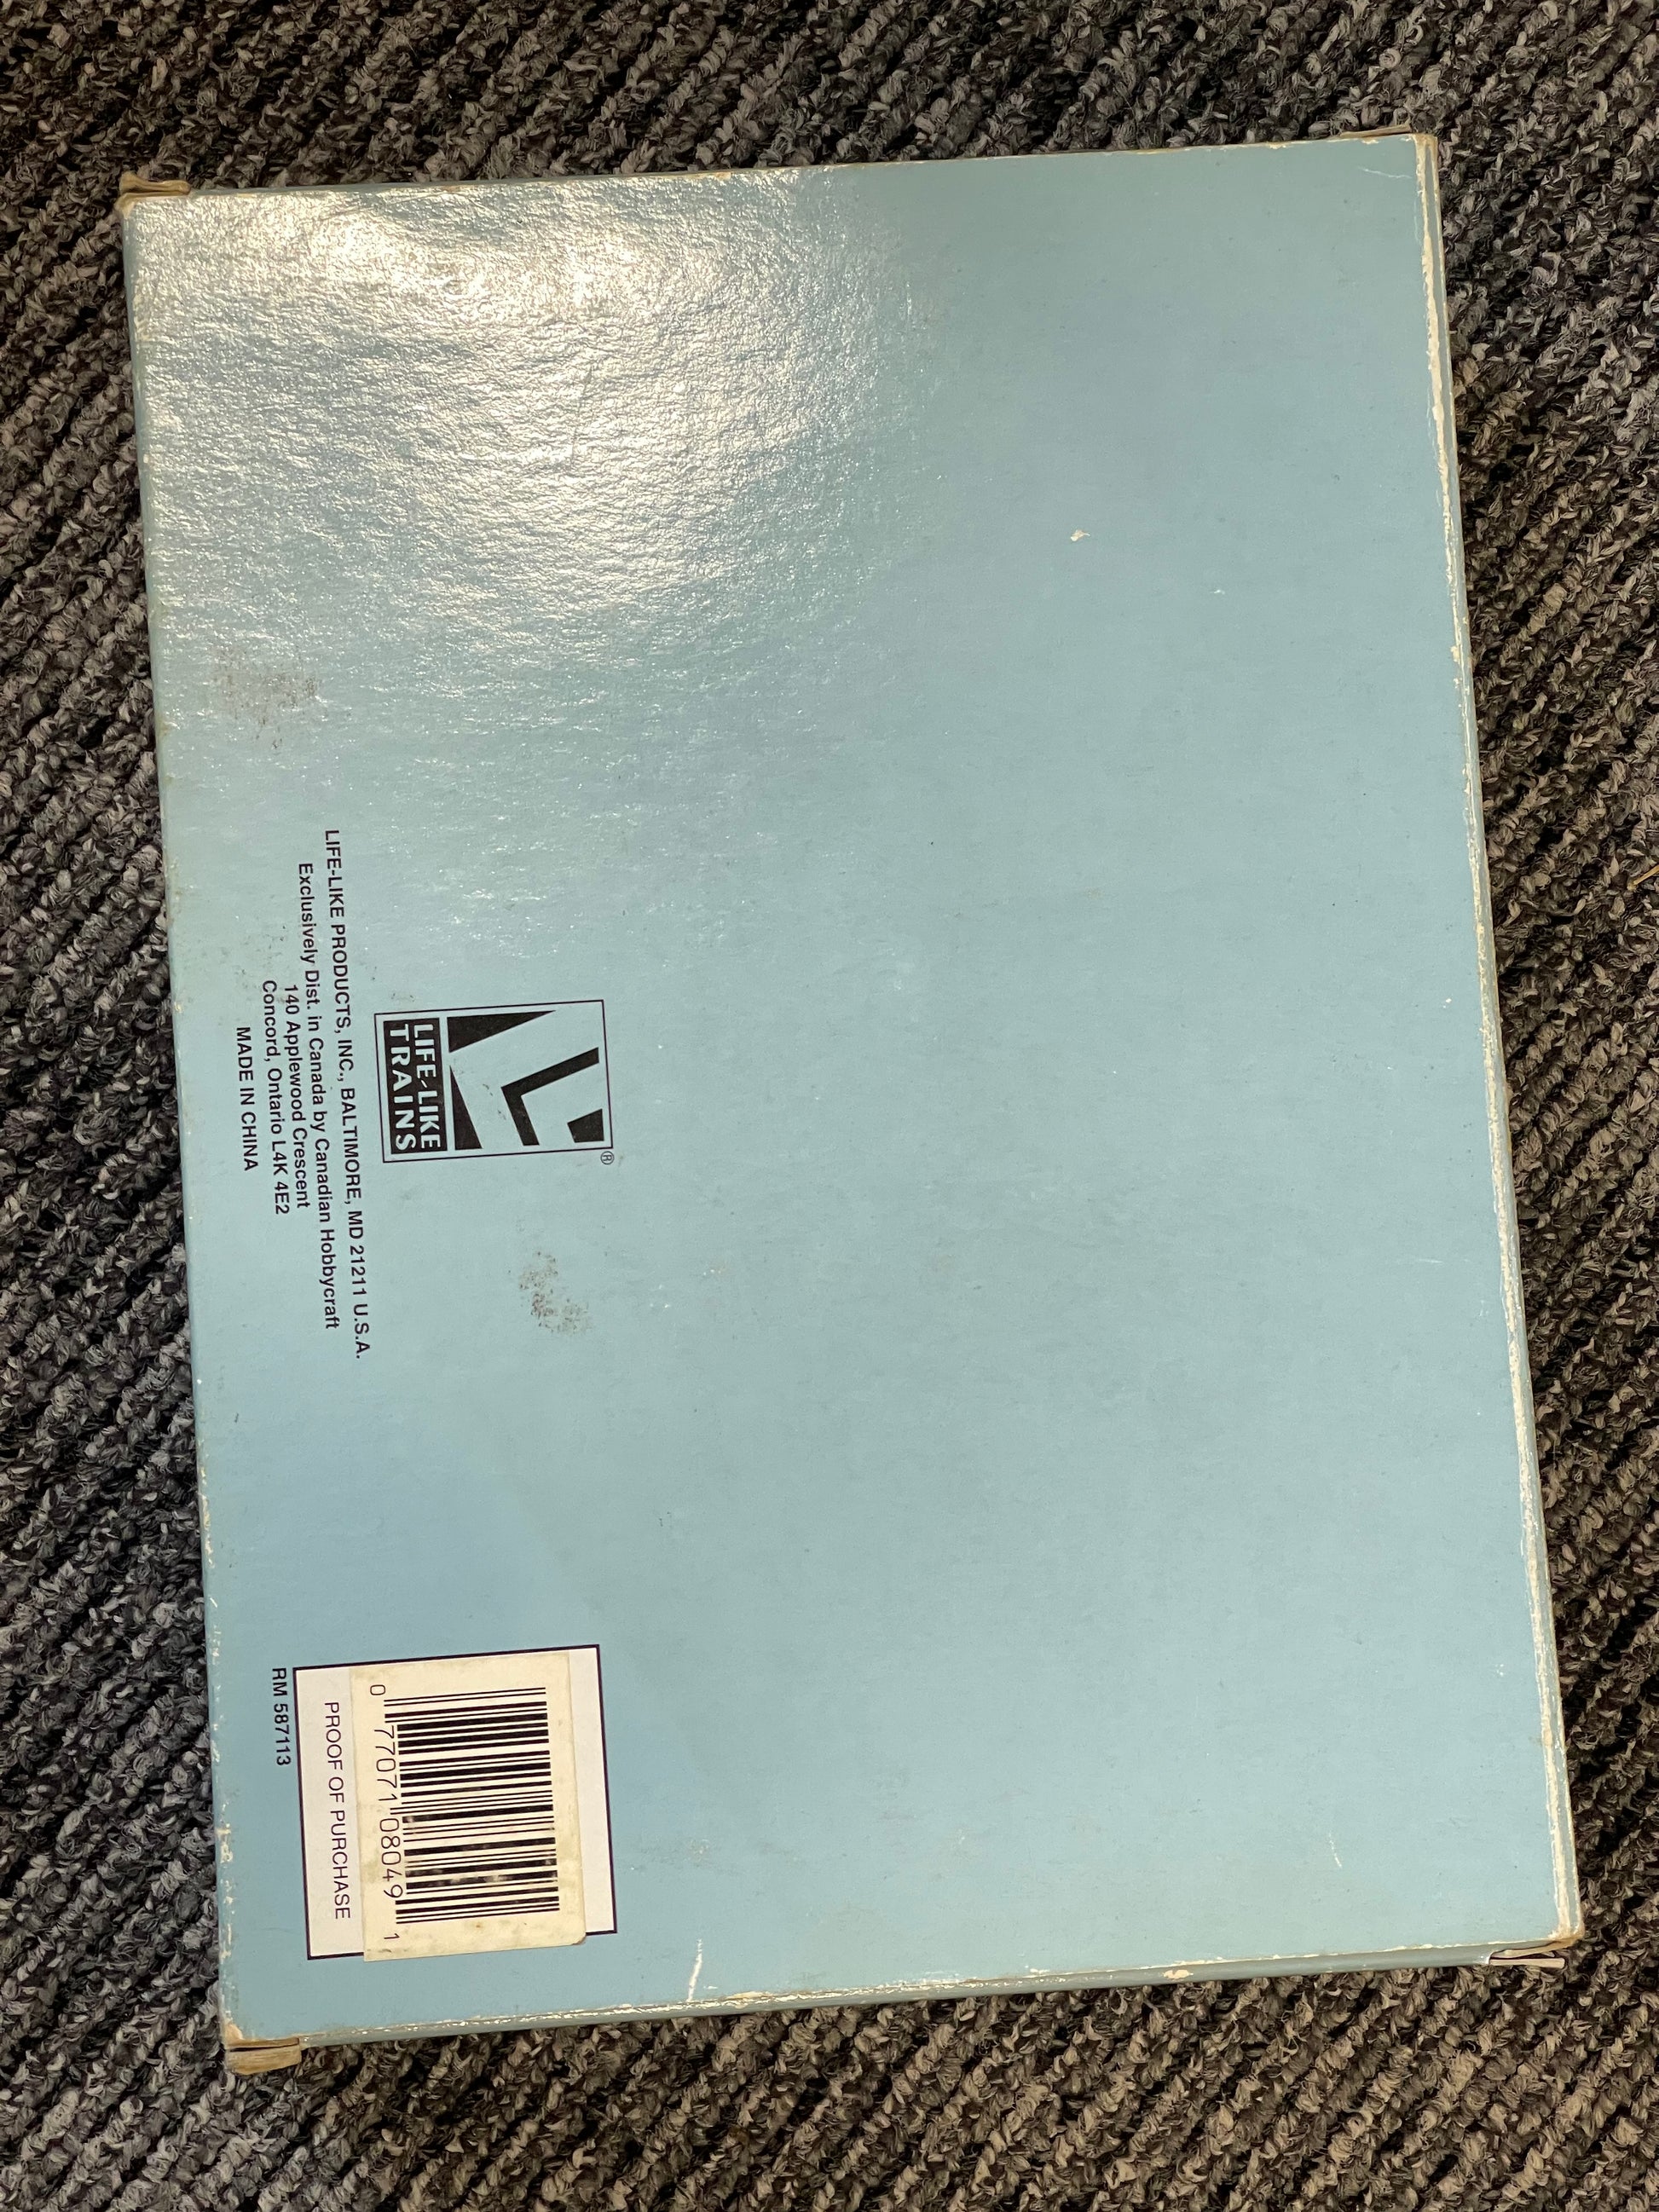 ®
LIFE-LIKE
TRAINS
LIFE-LIKE PRODUCTS, INC., BALTIMORE, MD 21211 U.S.A.
Exclusively Dist. in Canada by Canadian Hobbycraft
140 Applewood Crescent
Concord, Ontario L4K 4E2
MADE IN CHINA
0 77071 08049 1
PROOF OF PURCHASE
RM 587113